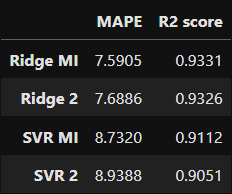 MAPE R2 score
Ridge MI 7.5905 0.9331
Ridge 2 7.6886 0.9326
SVR MI 8.7320 0.9112
SVR 2 8.9388 0.9051